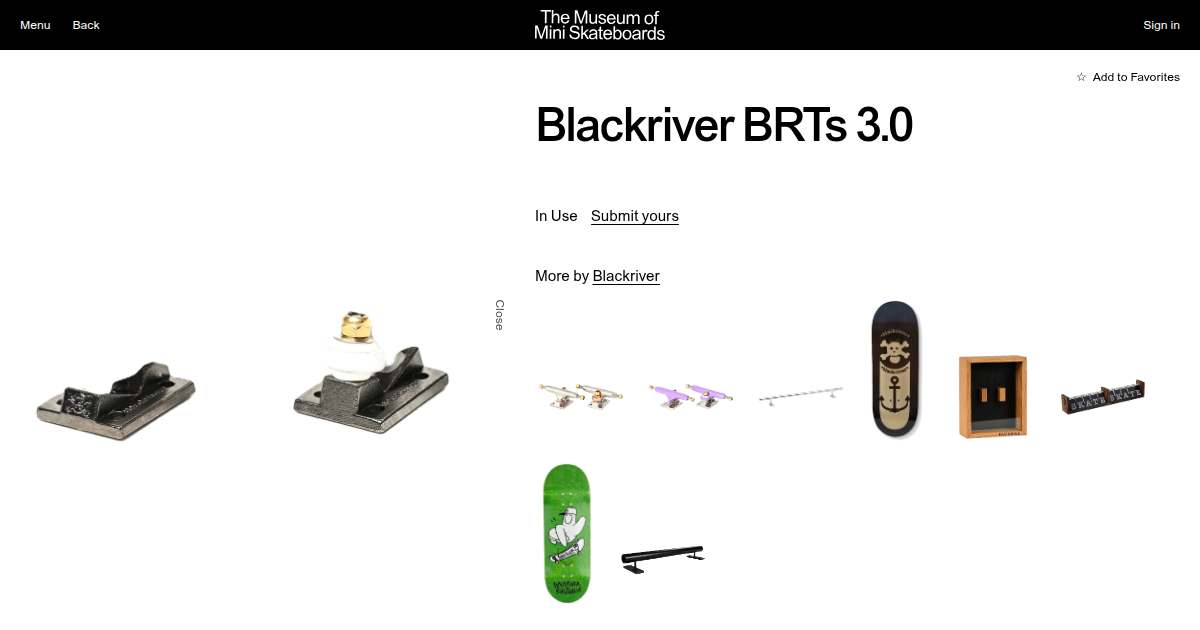 Menu
Back
The Museum of
Mini Skateboards
Sign in
☆ Add to Favorites
Blackriver BRTs 3.0
In Use Submit yours
More by Blackriver
Close
SKATE SKATE